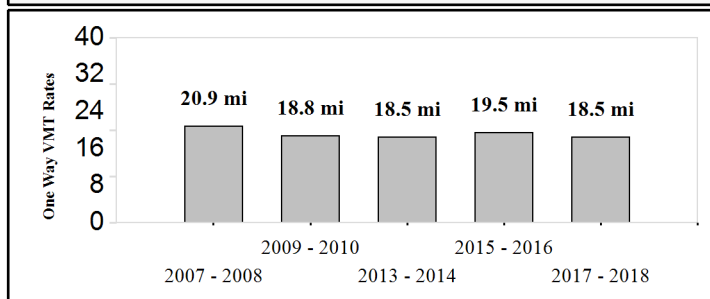 One Way VMT Rates
40
32
24
16
8
0
20.9 mi
18.8 mi
18.5 mi
19.5 mi
18.5 mi
2009 - 2010
2015 - 2016
2007 - 2008
2013 - 2014
2017 - 2018